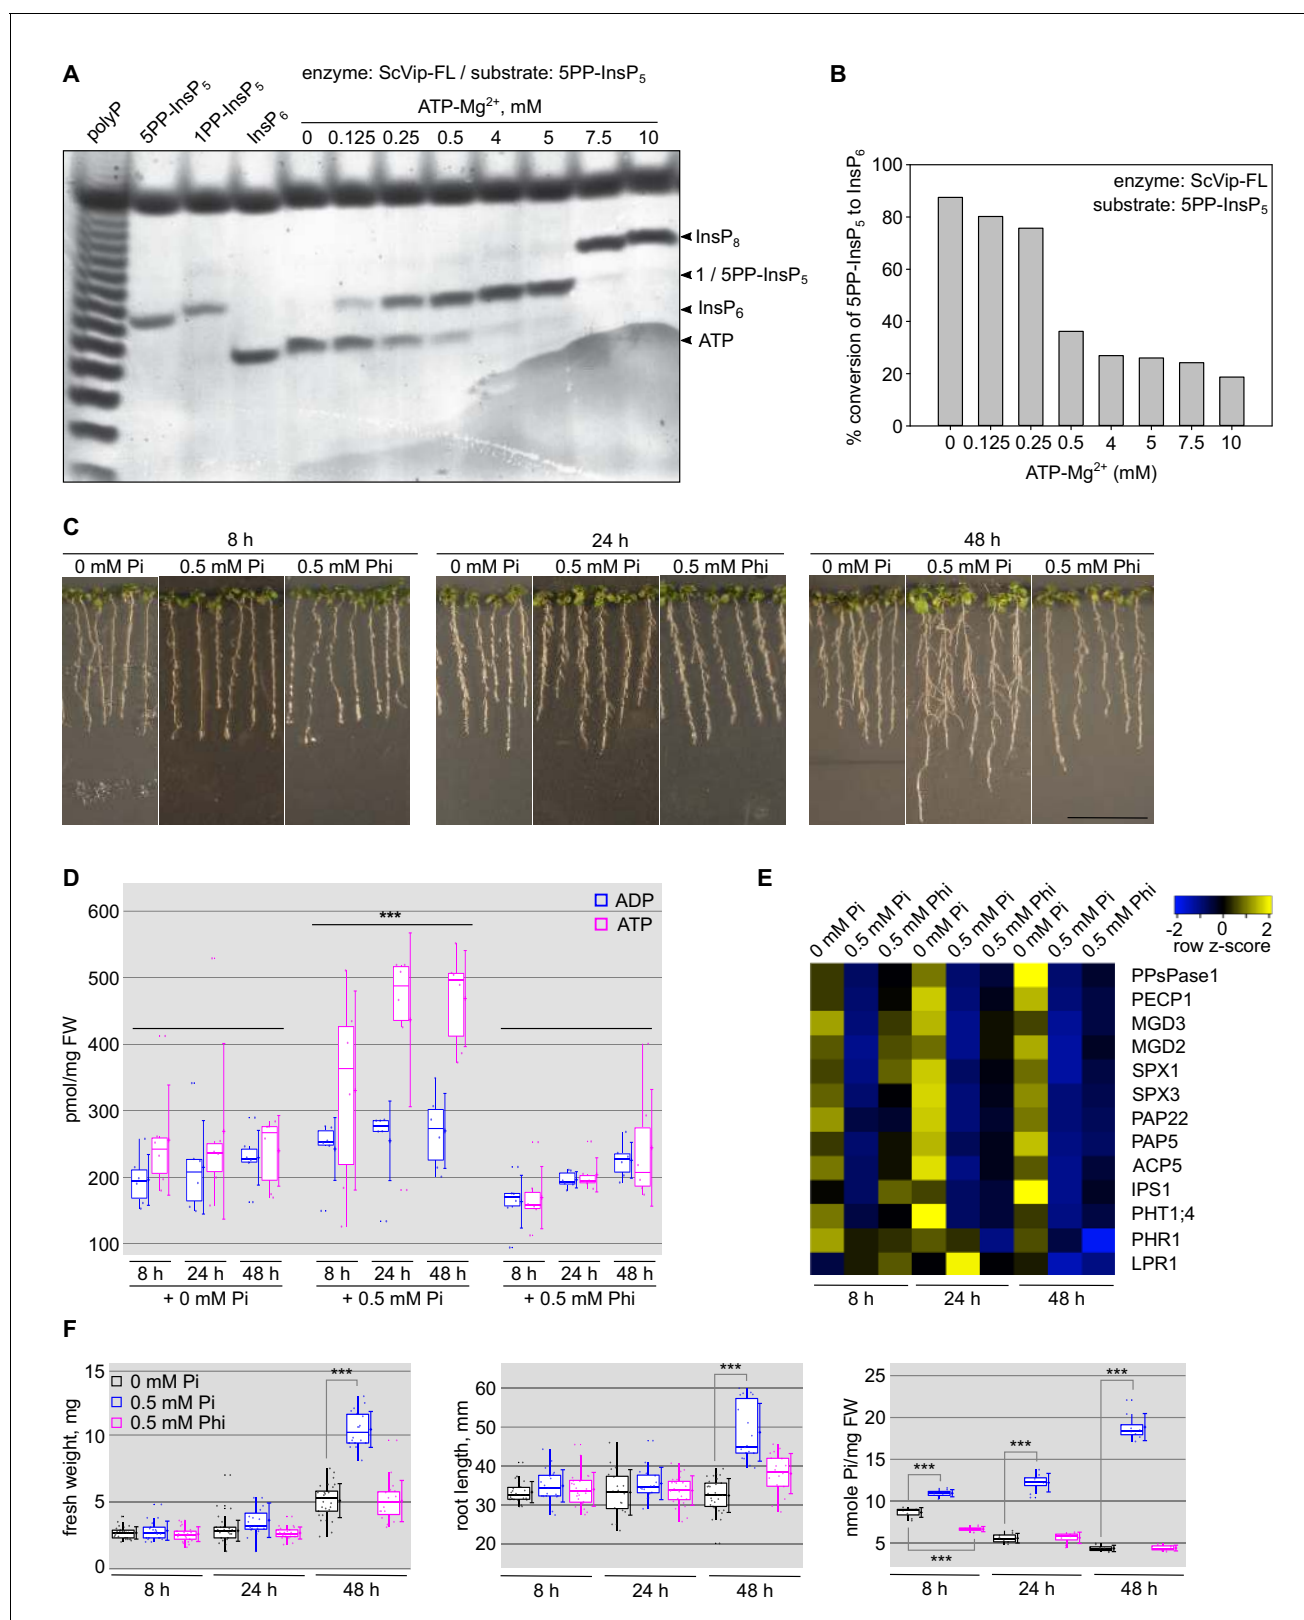 A
enzyme: ScVip-FL / substrate: 5PP-InsP5
ATP-Mg2+, mM
polyP 5PP-InsP5 1PP-InsP5 InsP6 0 0.125 0.25 0.5 4 5 7.5 10
InsP8
1 / 5PP-InsP5
InsP6
ATP
B
% conversion of 5PP-InsP5 to InsP6
enzyme: ScVip-FL
substrate: 5PP-InsP5
100
80
60
40
20
0
0 0.125 0.25 0.5 4 5 7.5 10
ATP-Mg2+ (mM)
C
8 h 24 h 48 h
0 mM Pi 0.5 mM Pi 0.5 mM Phi 0 mM Pi 0.5 mM Pi 0.5 mM Phi 0 mM Pi 0.5 mM Pi 0.5 mM Phi
D
pmol/mg FW
600
500
400
300
200
100
***
ADP
ATP
8 h 24 h 48 h 8 h 24 h 48 h 8 h 24 h 48 h
+ 0 mM Pi + 0.5 mM Pi + 0.5 mM Phi
E
0 mM Pi 0.5 mM Pi 0.5 mM Phi 0 mM Pi 0.5 mM Pi 0.5 mM Phi 0 mM Pi 0.5 mM Pi 0.5 mM Phi
-2 0 2
row z-score
PPsPase1
PECP1
MGD3
MGD2
SPX1
SPX3
PAP22
PAP5
ACP5
IPS1
PHT1;4
PHR1
LPR1
8 h 24 h 48 h
F
fresh weight, mg
15
10
5
0
0 mM Pi
0.5 mM Pi
0.5 mM Phi
***
8 h 24 h 48 h
root length, mm
60
50
40
30
20
***
8 h 24 h 48 h
nmole Pi/mg FW
25
20
15
10
5
***
***
***
***
8 h 24 h 48 h